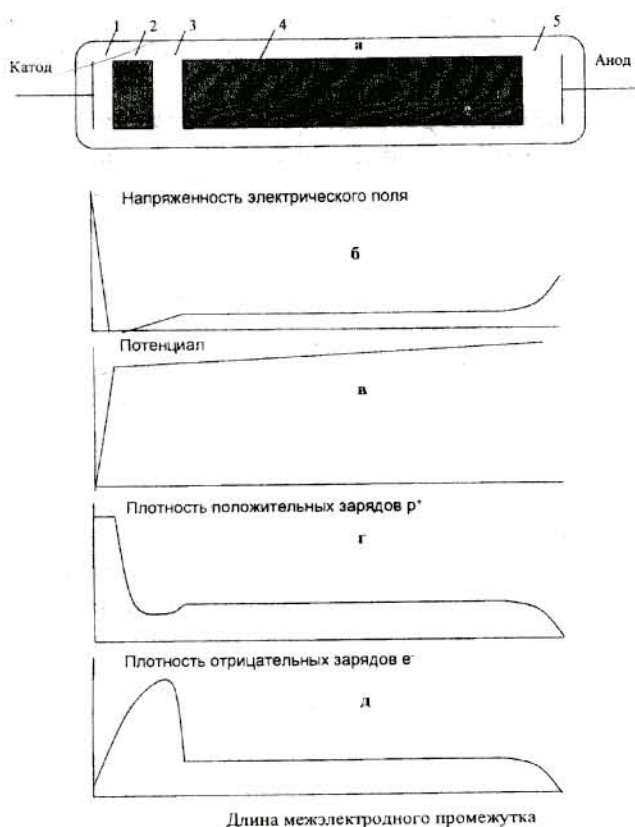 1 2 3 4 5
а
Катод
Анод
Напряженность электрического поля
б
Потенциал
в
Плотность положительных зарядов р⁺
г
Плотность отрицательных зарядов е⁻
д
Длина межэлектродного промежутка